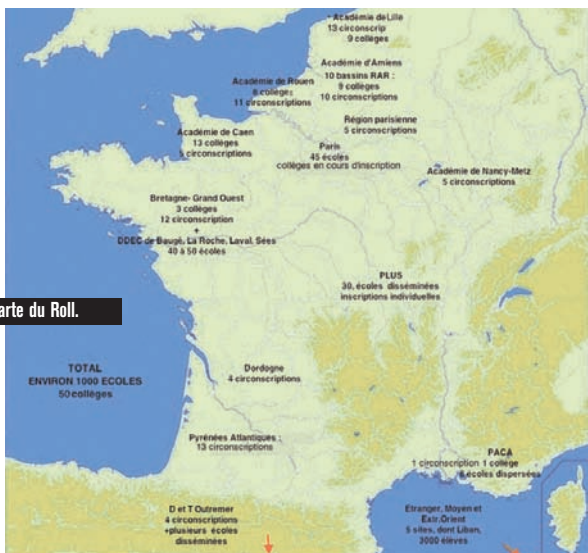 Académie de Lille
13 circonscrip
9 collèges
Académie d'Amiens
10 bassins RAR :
9 collèges
10 circonscriptions
Académie de Rouen
8 collège;
11 circonscriptions
Région parisienne
5 circonscriptions
Académie de Caen
13 collèges
5 circonscriptions
Paris
45 écoles
collèges en cours d'inscription
Académie de Nancy-Metz
5 circonscriptions
Bretagne- Grand Ouest
3 collèges
12 circonscription
+
DDEC de Baugé, La Roche, Laval, Sées
40 à 50 écoles
PLUS
30, écoles disséminées
inscriptions individuelles
arte du Roll.
TOTAL
ENVIRON 1000 ECOLES
50 collèges
Dordogne
4 circonscriptions
Pyrénées Atlantiques :
13 circonscriptions
PACA
1 circonscription 1 collège
écoles dispersées
D et T Outremer
4 circonscriptions
+plusieurs écoles
disséminées
Etranger, Moyen et
Extr.Orient
5 sites, dont Liban,
3000 élèves